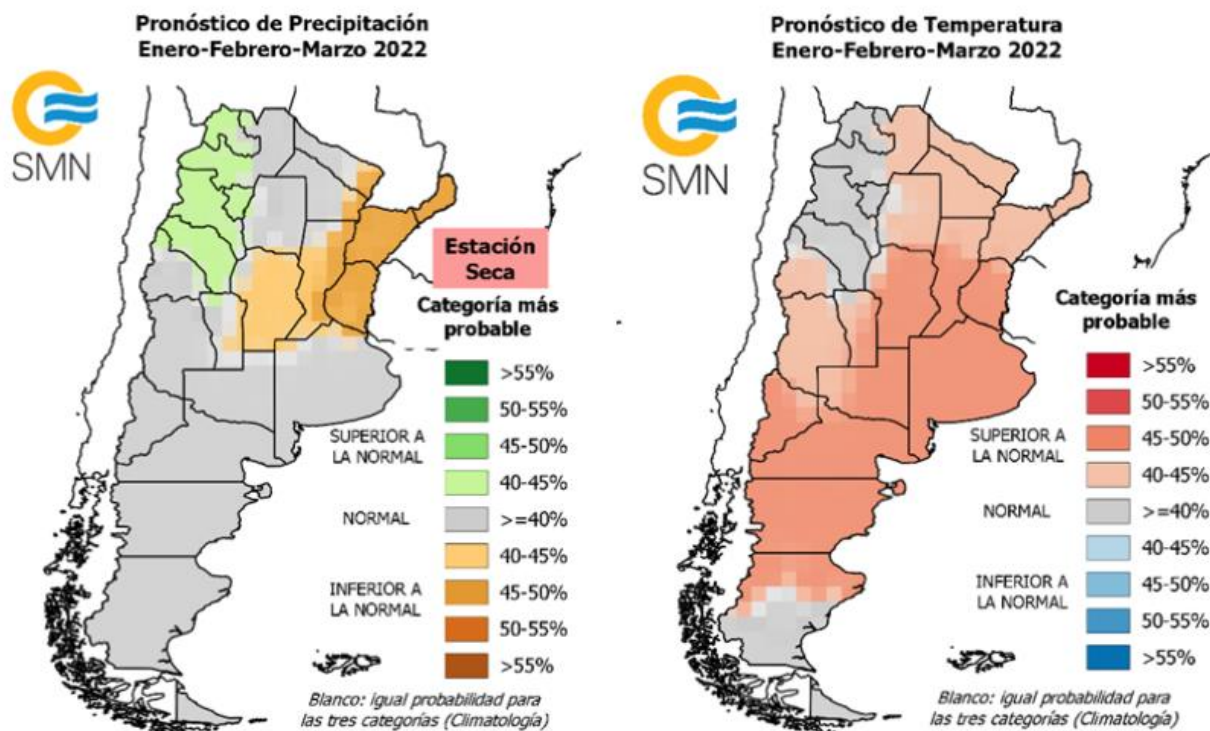 Pronóstico de Precipitación
Enero-Febrero-Marzo 2022
SMN
Estación
Seca
Categoría más
probable
>55%
50-55%
SUPERIOR A
LA NORMAL
45-50%
40-45%
NORMAL
>=40%
40-45%
INFERIOR A
LA NORMAL
45-50%
50-55%
>55%
Blanco: igual probabilidad para
las tres categorías (Climatología)
Pronóstico de Temperatura
Enero-Febrero-Marzo 2022
SMN
Categoría más
probable
>55%
50-55%
SUPERIOR A
LA NORMAL
45-50%
40-45%
NORMAL
>=40%
40-45%
INFERIOR A
LA NORMAL
45-50%
50-55%
>55%
Blanco: igual probabilidad para
las tres categorías (Climatología)